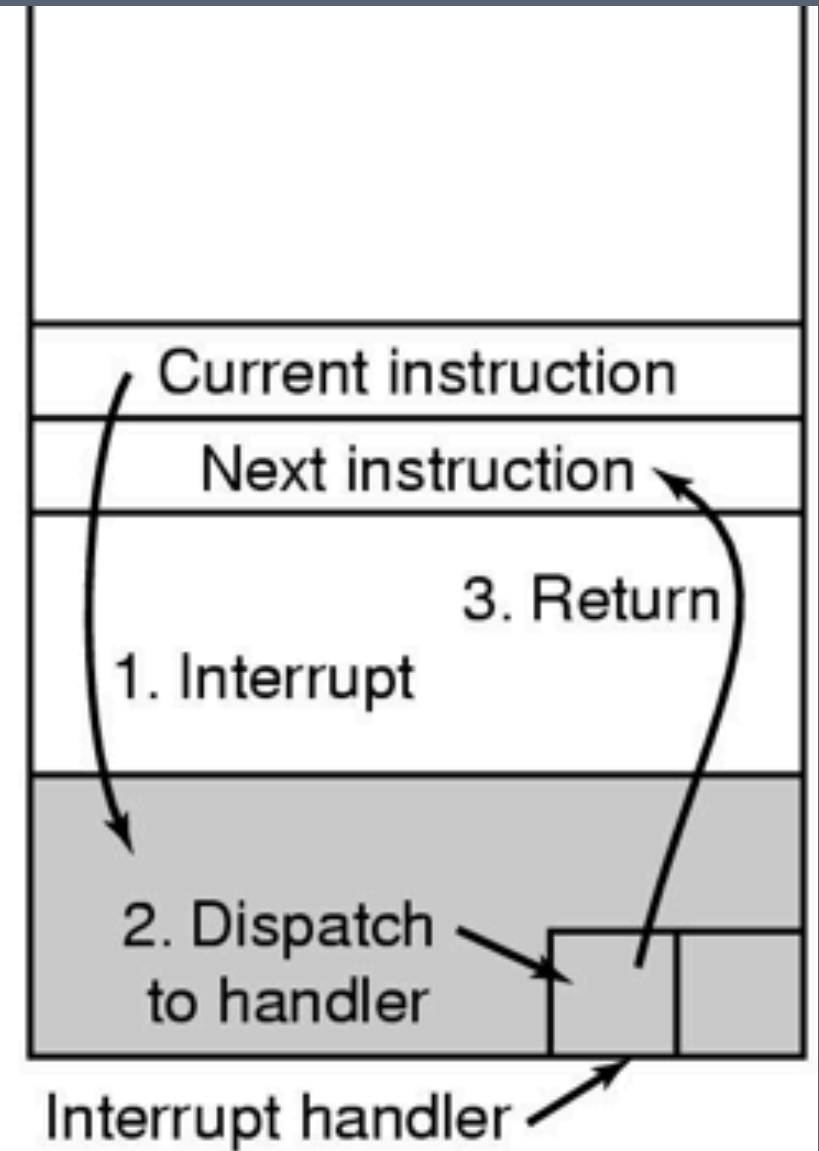 Current instruction
Next instruction
3. Return
1. Interrupt
2. Dispatch
to handler
Interrupt handler